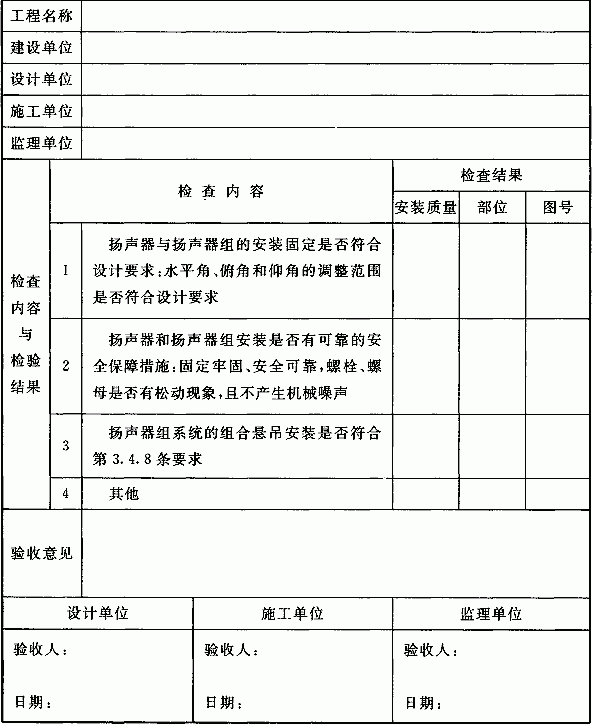 工程名称
建设单位
设计单位
施工单位
监理单位
检查内容与检验结果
检查内容
检查结果
安装质量 部位 图号
1 扬声器与扬声器组的安装固定是否符合
设计要求;水平角、俯角和仰角的调整范围
是否符合设计要求
2 扬声器和扬声器组安装是否有可靠的安
全保障措施:固定牢固、安全可靠,螺栓、螺
母是否有松动现象,且不产生机械噪声
3 扬声器组系统的组合悬吊安装是否符合
第3.4.8条要求
4 其他
验收意见
设计单位 施工单位 监理单位
验收人: 验收人: 验收人:
日期: 日期: 日期: